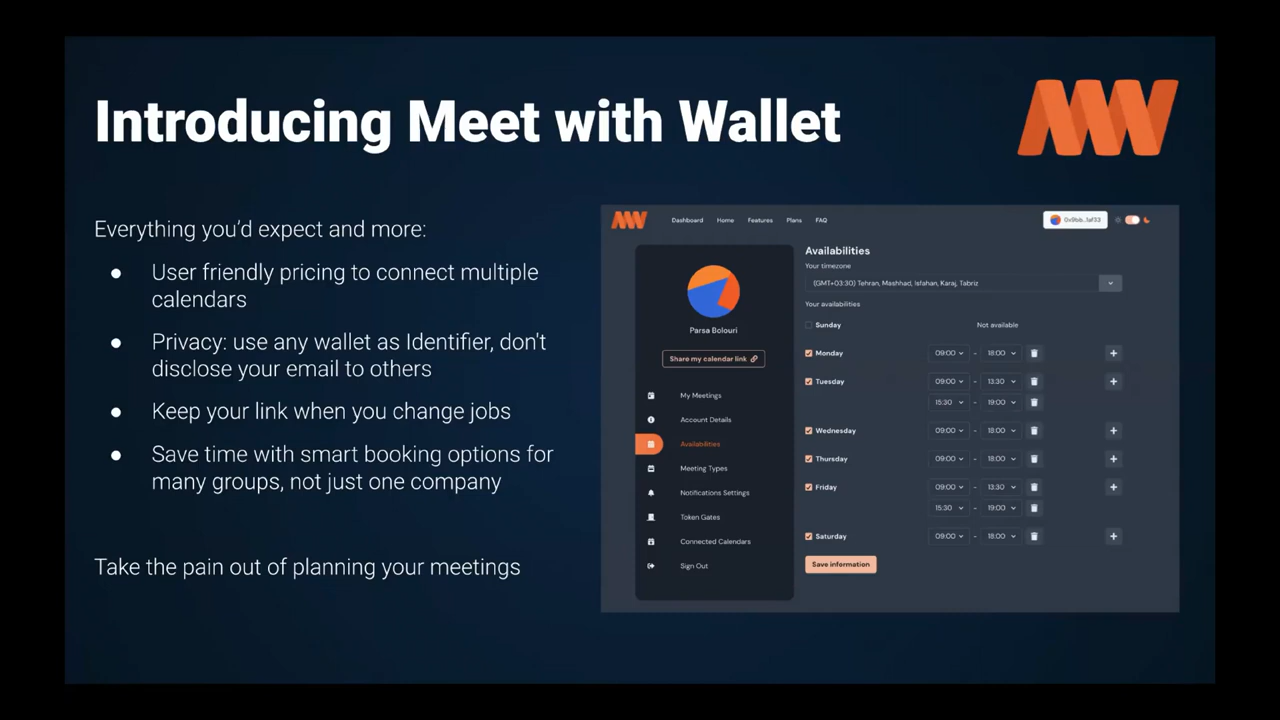 Introducing Meet with Wallet
Everything you'd expect and more:
● User friendly pricing to connect multiple
calendars
● Privacy: use any wallet as Identifier, don't
disclose your email to others
● Keep your link when you change jobs
● Save time with smart booking options for
many groups, not just one company
Take the pain out of planning your meetings
Dashboard Home Features Plans FAQ
Parsa Bolouri
Share my calendar link
My Meetings
Account Details
Availabilities
Meeting Types
Notifications Settings
Token Gates
Connected Calendars
Sign Out
Availabilities
Your timezone
(GMT+03:30) Tehran, Mashhad, Isfahan, Karaj, Tabriz
Your availabilities
Sunday Not available
Monday 09:00 - 18:00
Tuesday 09:00 - 13:30
15:30 - 19:00
Wednesday 09:00 - 18:00
Thursday 09:00 - 18:00
Friday 09:00 - 13:30
15:30 - 19:00
Saturday 09:00 - 18:00
Save information